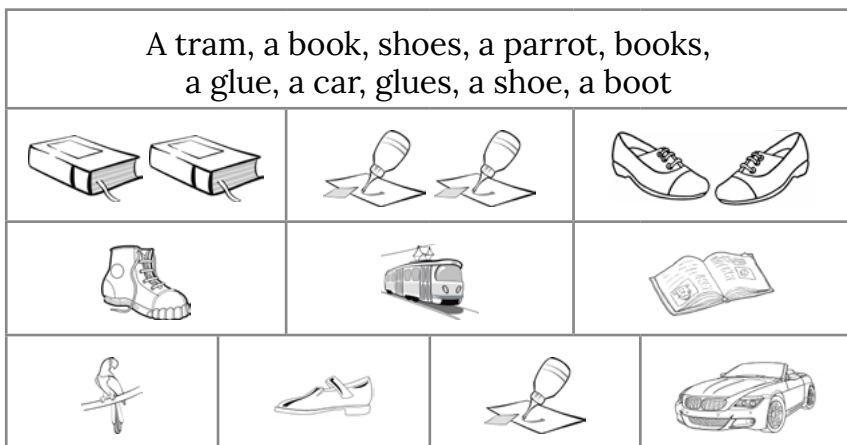 A tram, a book, shoes, a parrot, books,
a glue, a car, glues, a shoe, a boot